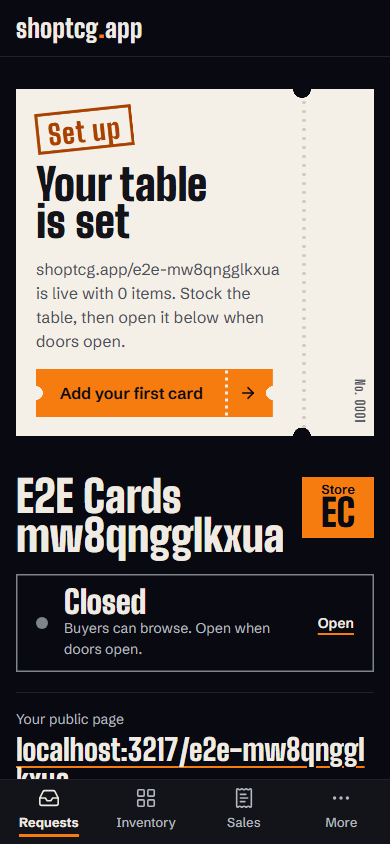 shoptcg.app
Set up
Your table
is set
shoptcg.app/e2e-mw8qngglkxua
is live with 0 items. Stock the
table, then open it below when
doors open.
Add your first card →
No. 0001
E2E Cards
mw8qngglkxua
Store
EC
Closed
Buyers can browse. Open when
doors open.
Open
Your public page
localhost:3217/e2e-mw8qnggl
kxua
Requests
Inventory
Sales
More